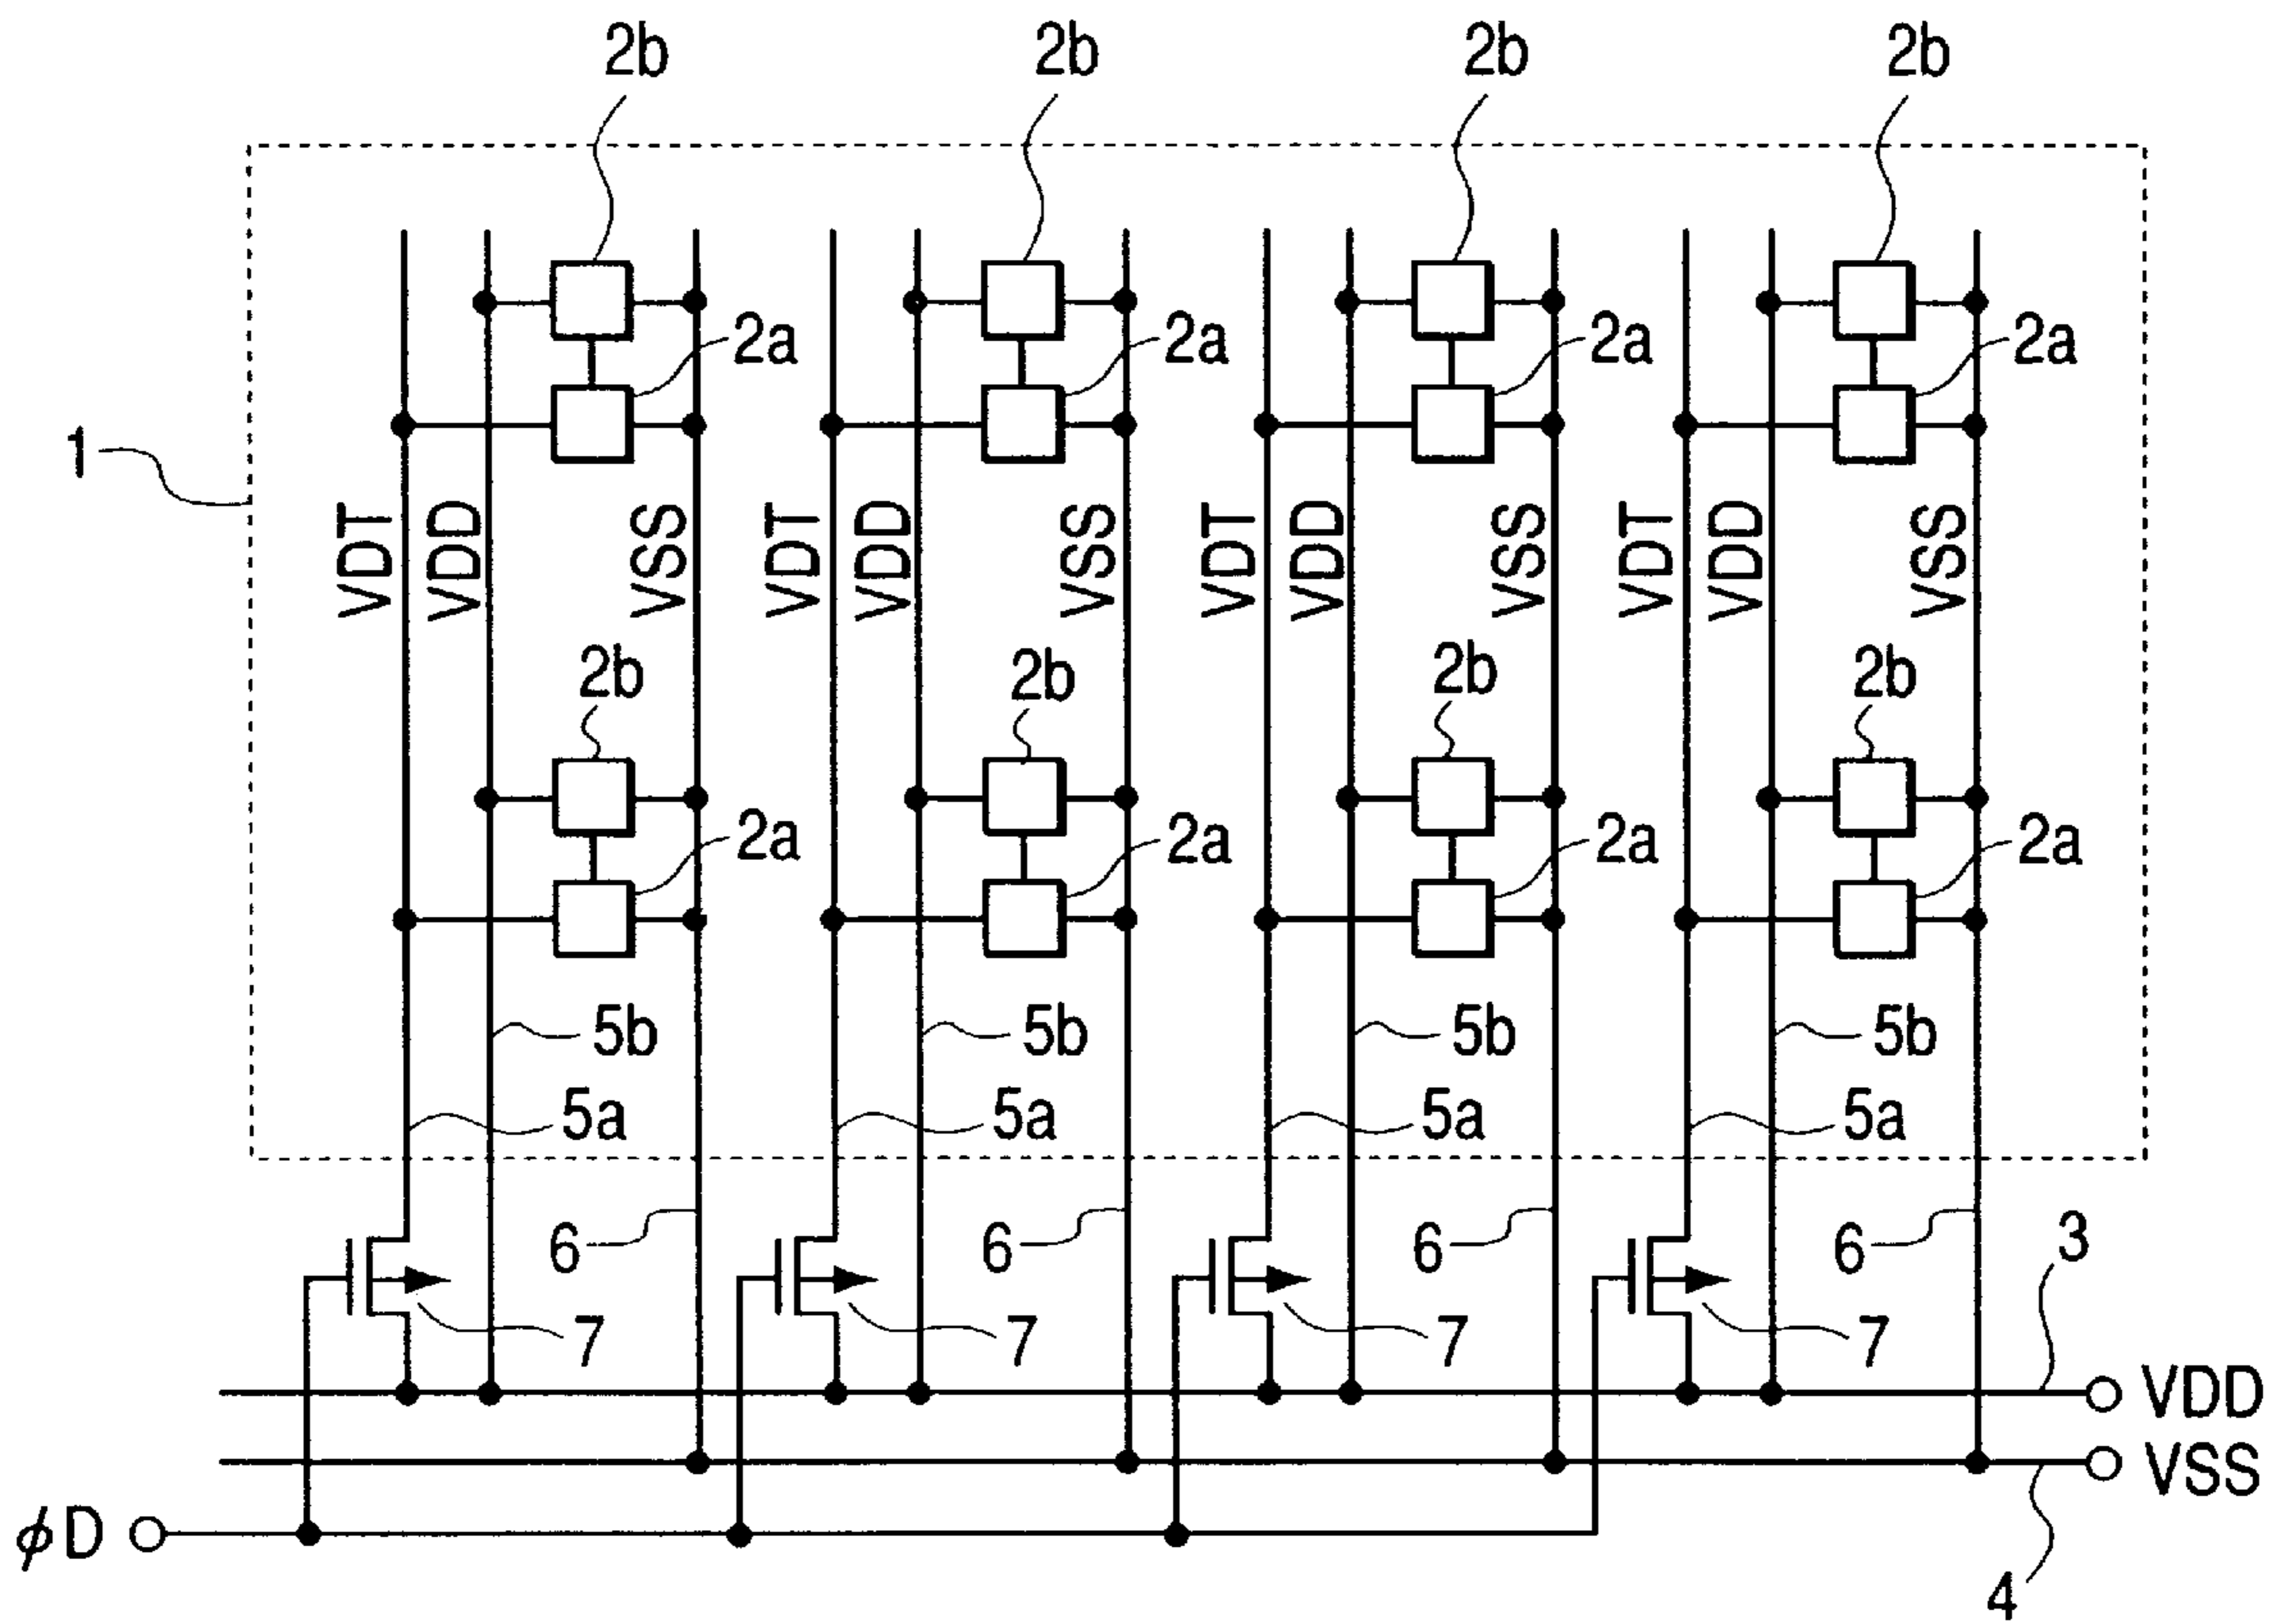 2b 2b 2b 2b
2a 2a 2a 2a
1
VDT VDD VSS VDT VDD VSS VDT VDD VSS VDT VDD VSS
2b 2b 2b 2b
2a 2a 2a 2a
5b 5b 5b 5b
5a 5a 5a 5a
6 6 6 6 3
7 7 7 7
VDD
VSS
φD
4